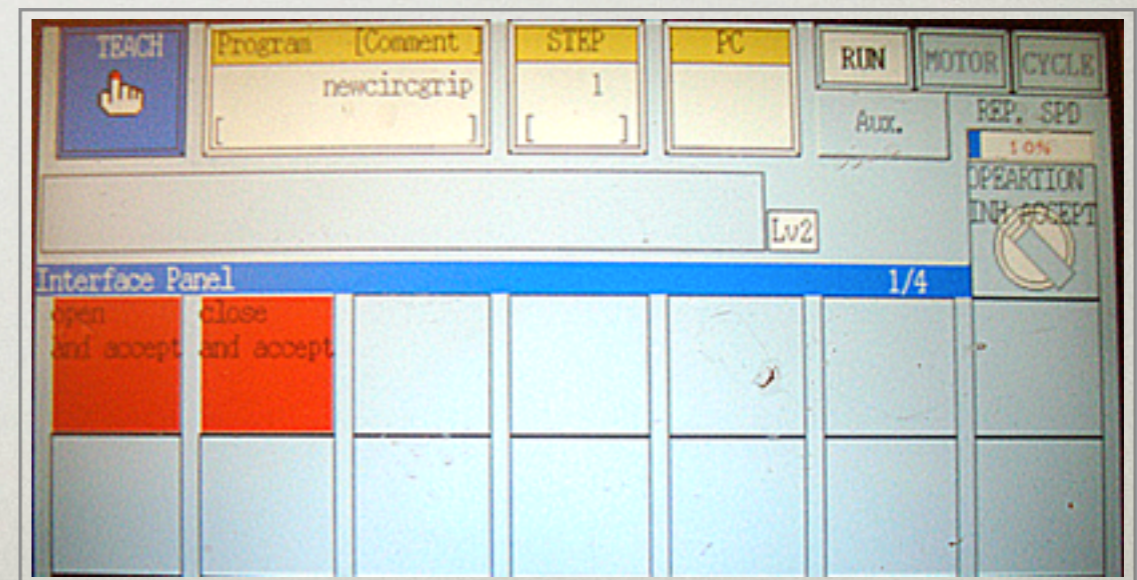 TEACH
Program [Comment ]
newcircgrip
[ ]
STEP
1
[ ]
PC
RUN
MOTOR
CYCLE
Aux.
REP. SPD
10%
OPEARTION
INH ACCEPT
Lv2
Interface Panel 1/4
open
and accept
close
and accept